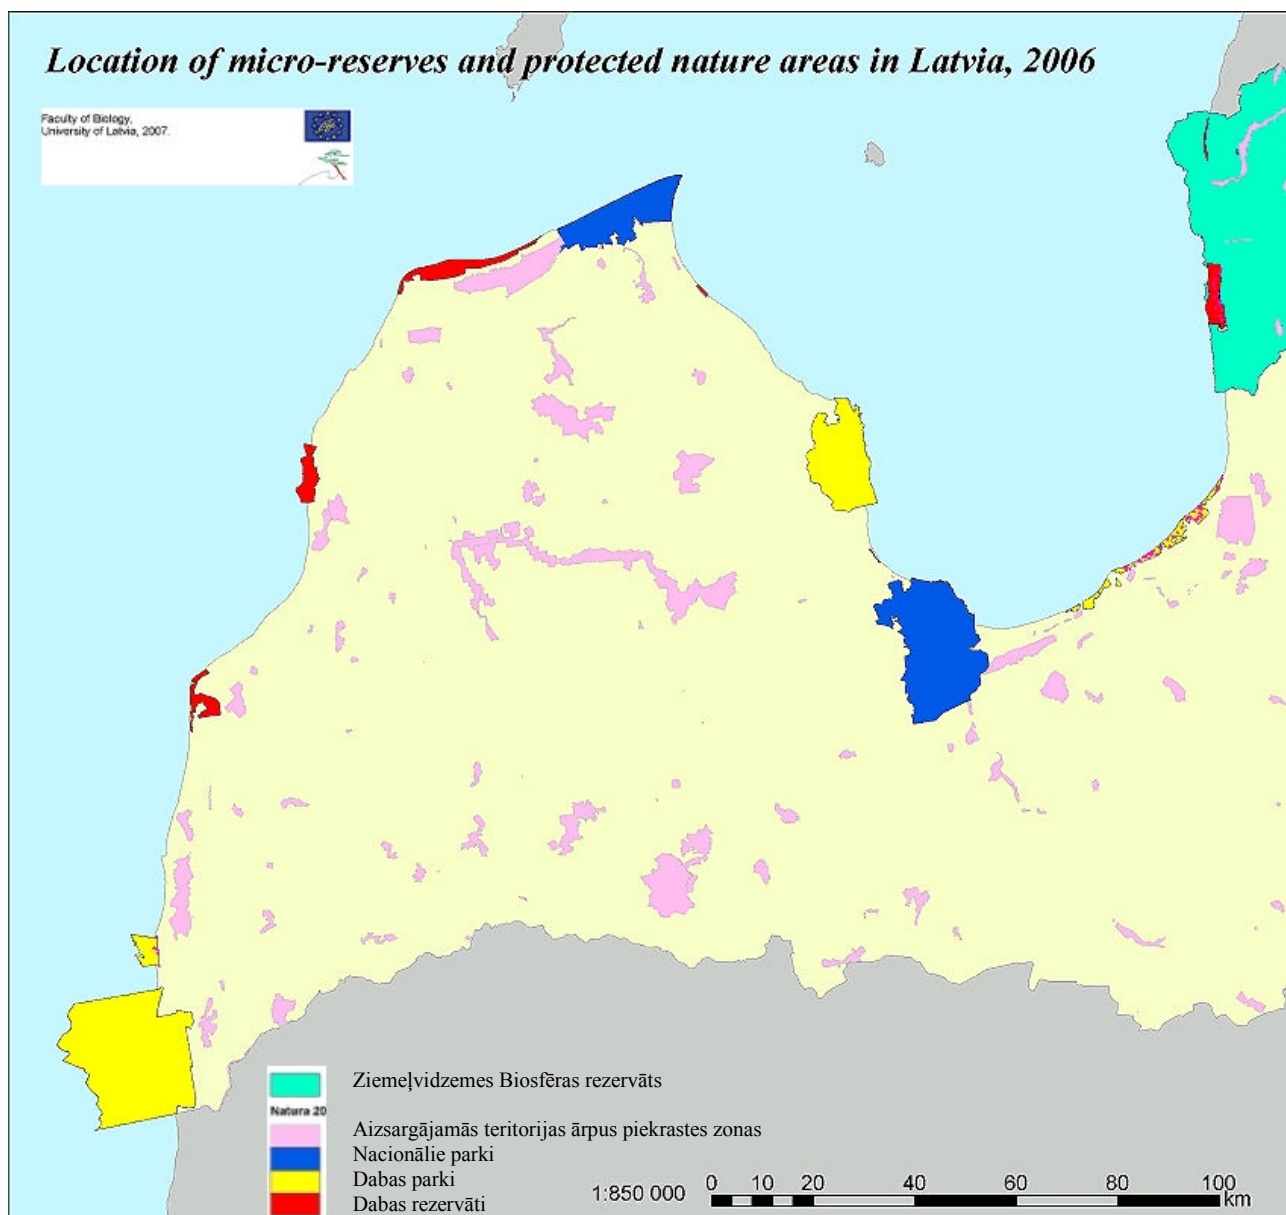 Location of micro-reserves and protected nature areas in Latvia, 2006
Faculty of Biology,
University of Latvia, 2007.
Ziemeļvidzemes Biosfēras rezervāts
Natura 20
Aizsargājamās teritorijas ārpus piekrastes zonas
Nacionālie parki
Dabas parki
Dabas rezervāti
1:850 000
0 10 20 40 60 80 100
km